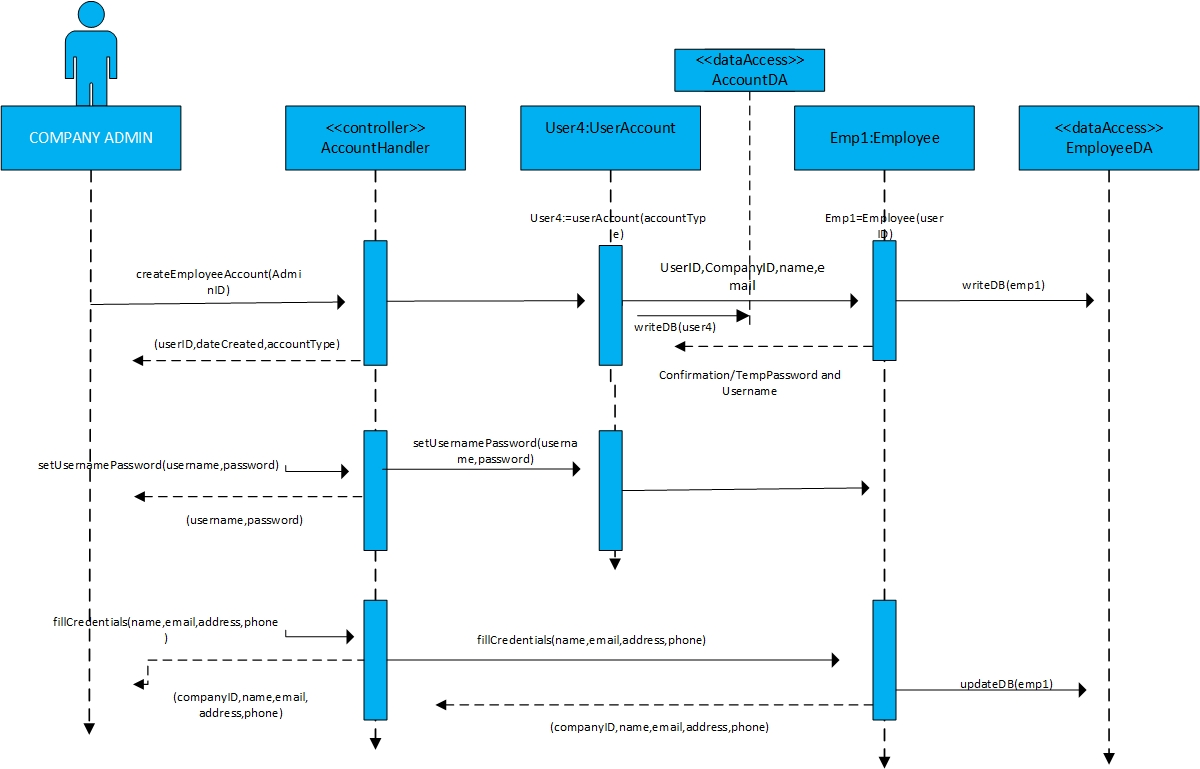 <<dataAccess>>
AccountDA
COMPANY ADMIN
<<controller>>
AccountHandler
User4:UserAccount
Emp1:Employee
<<dataAccess>>
EmployeeDA
User4:=userAccount(accountTyp
e)
Emp1=Employee(user
ID)
createEmployeeAccount(Admi
nID)
UserID,CompanyID,name,e
mail
writeDB(emp1)
writeDB(user4)
(userID,dateCreated,accountType)
Confirmation/TempPassword and
Username
setUsernamePassword(userna
me,password)
setUsernamePassword(username,password)
(username,password)
fillCredentials(name,email,address,phone
)
fillCredentials(name,email,address,phone)
updateDB(emp1)
(companyID,name,email,
address,phone)
(companyID,name,email,address,phone)